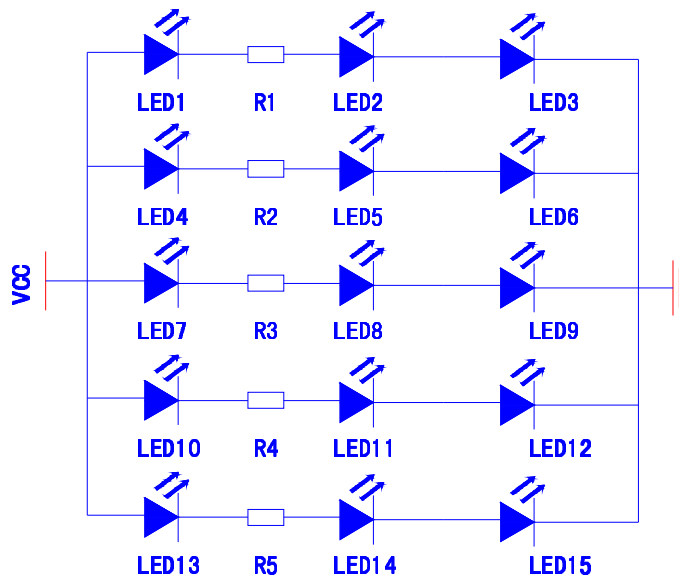 LED1 R1 LED2 LED3
LED4 R2 LED5 LED6
VCC
LED7 R3 LED8 LED9
LED10 R4 LED11 LED12
LED13 R5 LED14 LED15